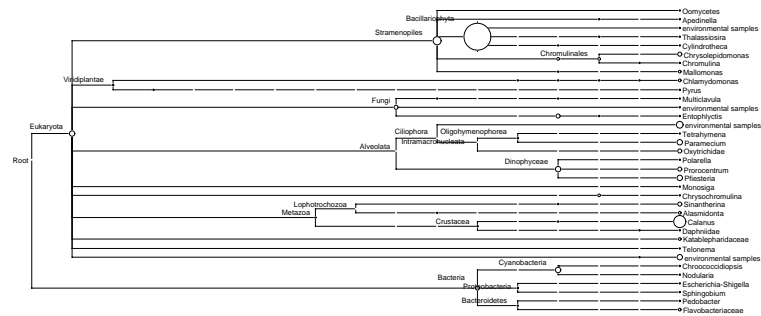 Oomycetes
Bacillariophyta
Apedinella
environmental samples
Stramenopiles
Thalassiosira
Cylindrotheca
Chromulinales
Chrysolepidomonas
Chromulina
Mallomonas
Viridiplantae
Chlamydomonas
Pyrus
Fungi
Multiclavula
environmental samples
Entophlyctis
Eukaryota
environmental samples
Ciliophora
Oligohymenophorea
Tetrahymena
Intramacronucleata
Paramecium
Alveolata
Oxytrichidae
Root
Dinophyceae
Polarella
Prorocentrum
Pfiesteria
Monosiga
Chrysochromulina
Lophotrochozoa
Sinantherina
Metazoa
Alasmidonta
Crustacea
Calanus
Daphniidae
Katablepharidaceae
Telonema
environmental samples
Cyanobacteria
Chroococcidiopsis
Bacteria
Nodularia
Proteobacteria
Escherichia-Shigella
Sphingobium
Bacteroidetes
Pedobacter
Flavobacteriaceae